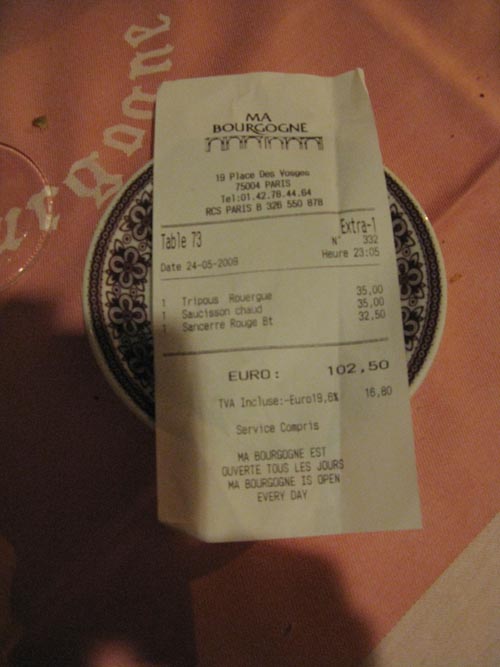 urgogne
MA
BOURGOGNE
19 Place Des Vosges
75004 PARIS
Tel:01.42.78.44.64
RCS PARIS B 326 550 878
Table 73 Extra-1
N° 332
Date 24-05-2009 Heure 23:05
1 Tripous Rouergue 35,00
1 Saucisson chaud 35,00
1 Sancerre Rouge Bt 32,50
EURO: 102,50
TVA Incluse:-Euro19,6% 16,80
Service Compris
MA BOURGOGNE EST
OUVERTE TOUS LES JOURS
MA BOURGOGNE IS OPEN
EVERY DAY